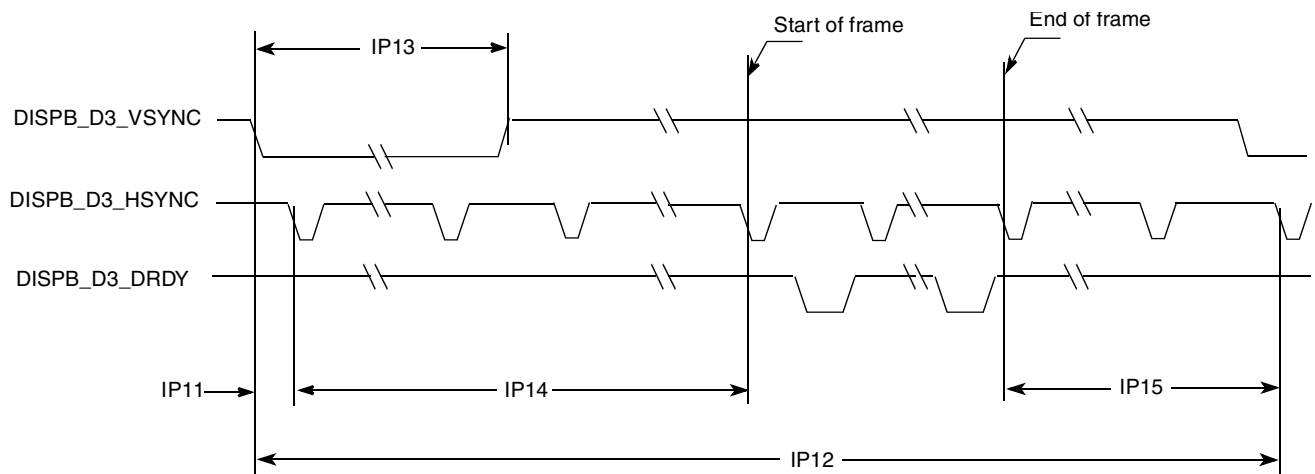 Start of frame
End of frame
IP13
DISPB_D3_VSYNC
DISPB_D3_HSYNC
DISPB_D3_DRDY
IP11
IP14
IP15
IP12